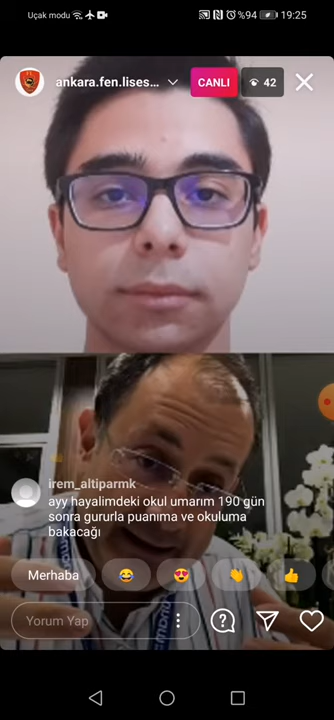 Uçak modu
%94
19:25
ankara.fen.lises...
CANLI
42
irem_altiparmk
ayy hayalimdeki okul umarım 190 gün
sonra gururla puanıma ve okuluma
bakacağı
Merhaba
Yorum Yap